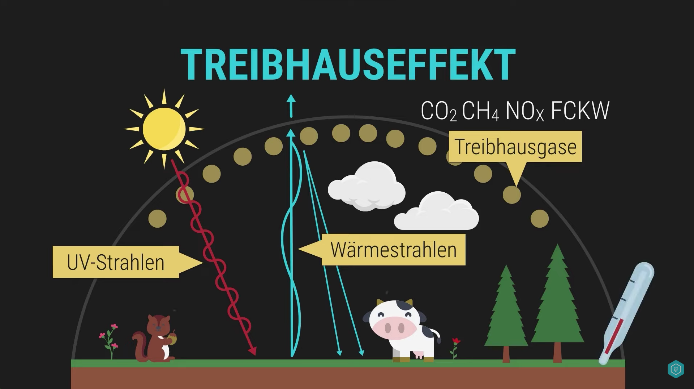 TREIBHAUSEFFEKT
CO₂ CH₄ NOₓ FCKW
Treibhausgase
UV-Strahlen
Wärmestrahlen